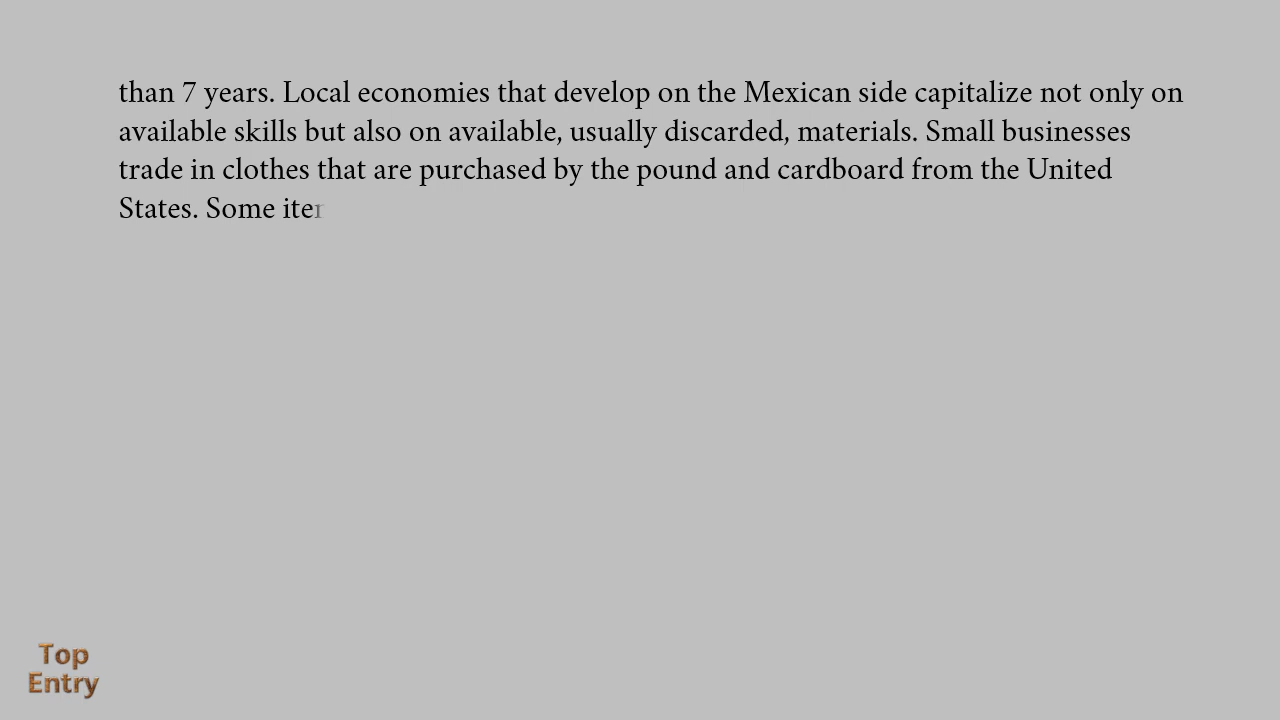 than 7 years. Local economies that develop on the Mexican side capitalize not only on
available skills but also on available, usually discarded, materials. Small businesses
trade in clothes that are purchased by the pound and cardboard from the United
States. Some iter
Top
Entry